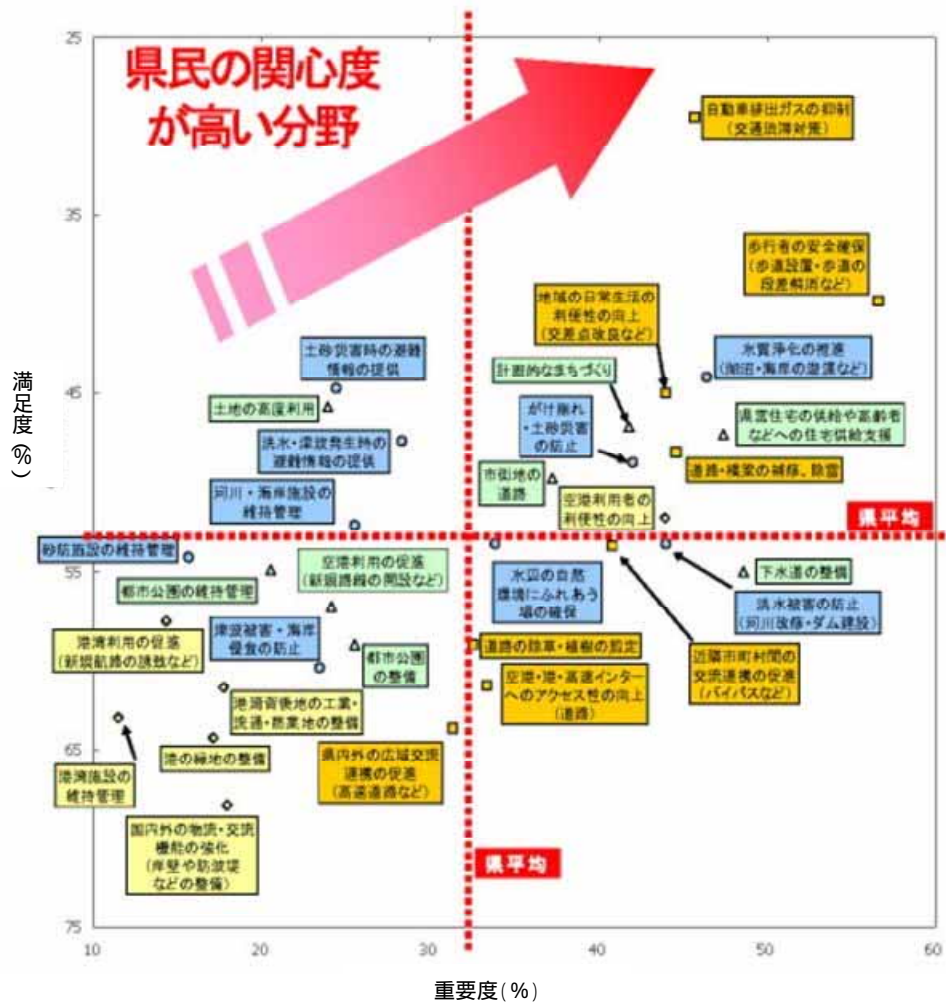 25
県民の関心度
が高い分野
自動車排出ガスの抑制
(交通渋滞対策)
35
歩行者の安全確保
(歩道設置・歩道の
段差解消など)
地域の日常生活の
利便性の向上
(交差点改良など)
土砂災害時の避難
情報の提供
水質浄化の推進
(湖沼・海岸の浚渫など)
計画的なまちづくり
満足度(%)
45
土地の高度利用
がけ崩れ
・土砂災害
の防止
県営住宅の供給や高齢者
などへの住宅供給支援
洪水・津波発生時の
避難情報の提供
道路・橋梁の補修、除雪
市街地の
道路
河川・海岸施設の
維持管理
空港利用者の
利便性の向上
県平均
砂防施設の維持管理
55
空港利用の促進
(新規路線の開設など)
都市公園の維持管理
水辺の自然
環境にふれあう
場の確保
下水道の整備
洪水被害の防止
(河川改修・ダム建設)
港湾利用の促進
(新規航路の誘致など)
津波被害・海岸
侵食の防止
都市公園
の整備
道路の除草・植樹の剪定
近隣市町村間の
交流連携の促進
(バイパスなど)
空港・港・高速インター
へのアクセス性の向上
(道路)
港湾背後地の工業・
流通・商業地の整備
65
港の緑地の整備
県内外の広域交流
連携の促進
(高速道路など)
港湾施設の
維持管理
国内外の物流・交流
機能の強化
(岸壁や防波堤
などの整備)
県平均
75
10
20
30
40
50
60
重要度(%)